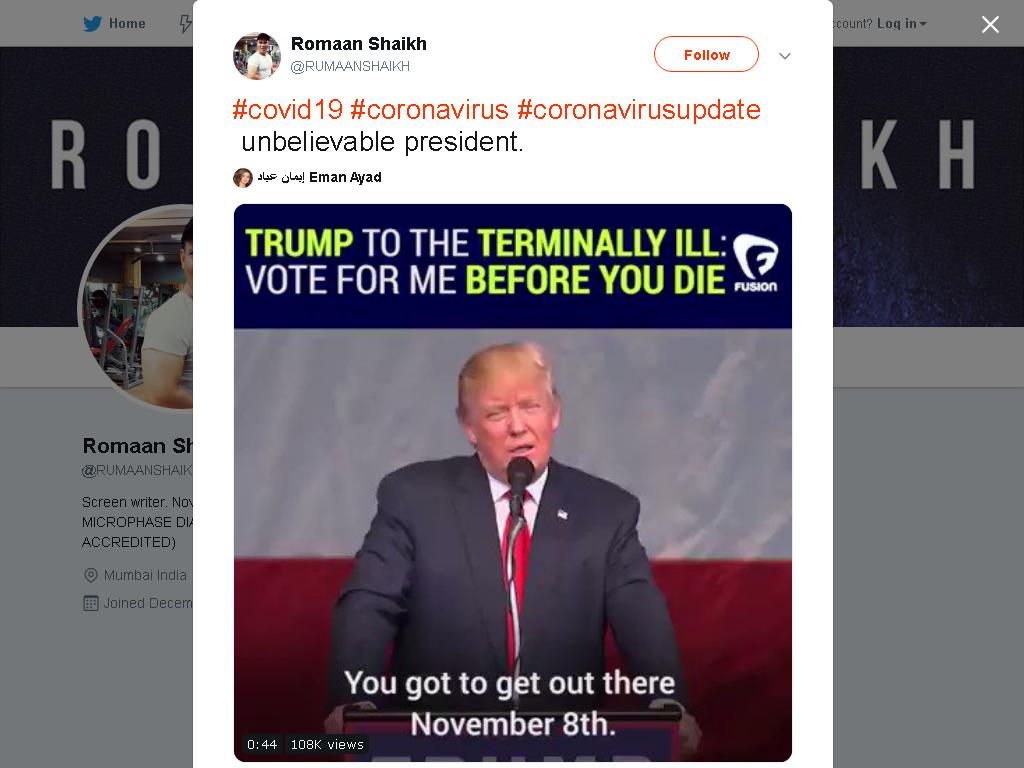 Home
count? Log in
R O
K H
Romaan Shaikh
@RUMAANSHAIKH
Follow
#covid19 #coronavirus #coronavirusupdate
unbelievable president.
إيمان عياد Eman Ayad
TRUMP TO THE TERMINALLY ILL:
VOTE FOR ME BEFORE YOU DIE
FUSION
You got to get out there
November 8th.
0:44 108K views
TRUMP
Romaan Sh
@RUMAANSHAIK
Screen writer. Nov
MICROPHASE DIA
ACCREDITED)
Mumbai India
Joined Decem